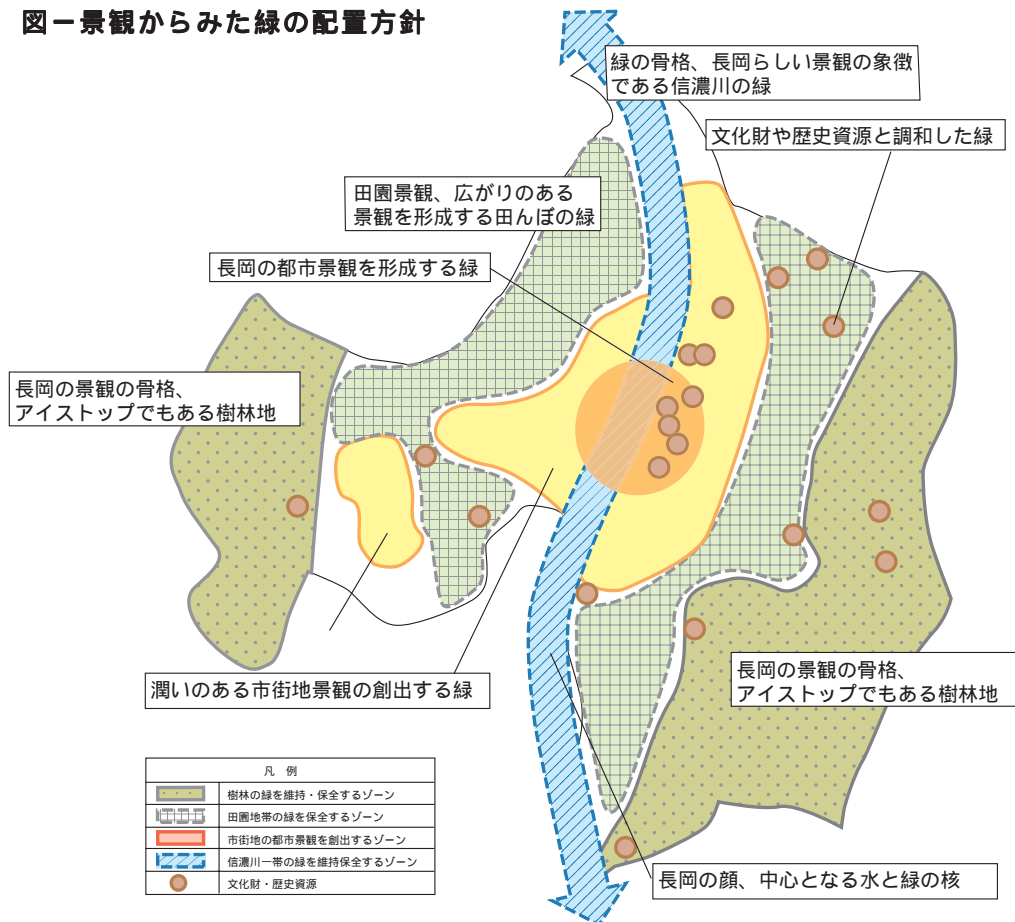 図－景観からみた緑の配置方針
緑の骨格、長岡らしい景観の象徴
である信濃川の緑
文化財や歴史資源と調和した緑
田園景観、広がりのある
景観を形成する田んぼの緑
長岡の都市景観を形成する緑
長岡の景観の骨格、
アイストップでもある樹林地
潤いのある市街地景観の創出する緑
長岡の景観の骨格、
アイストップでもある樹林地
長岡の顔、中心となる水と緑の核
凡 例
樹林の緑を維持・保全するゾーン
田園地帯の緑を保全するゾーン
市街地の都市景観を創出するゾーン
信濃川一帯の緑を維持保全するゾーン
文化財・歴史資源